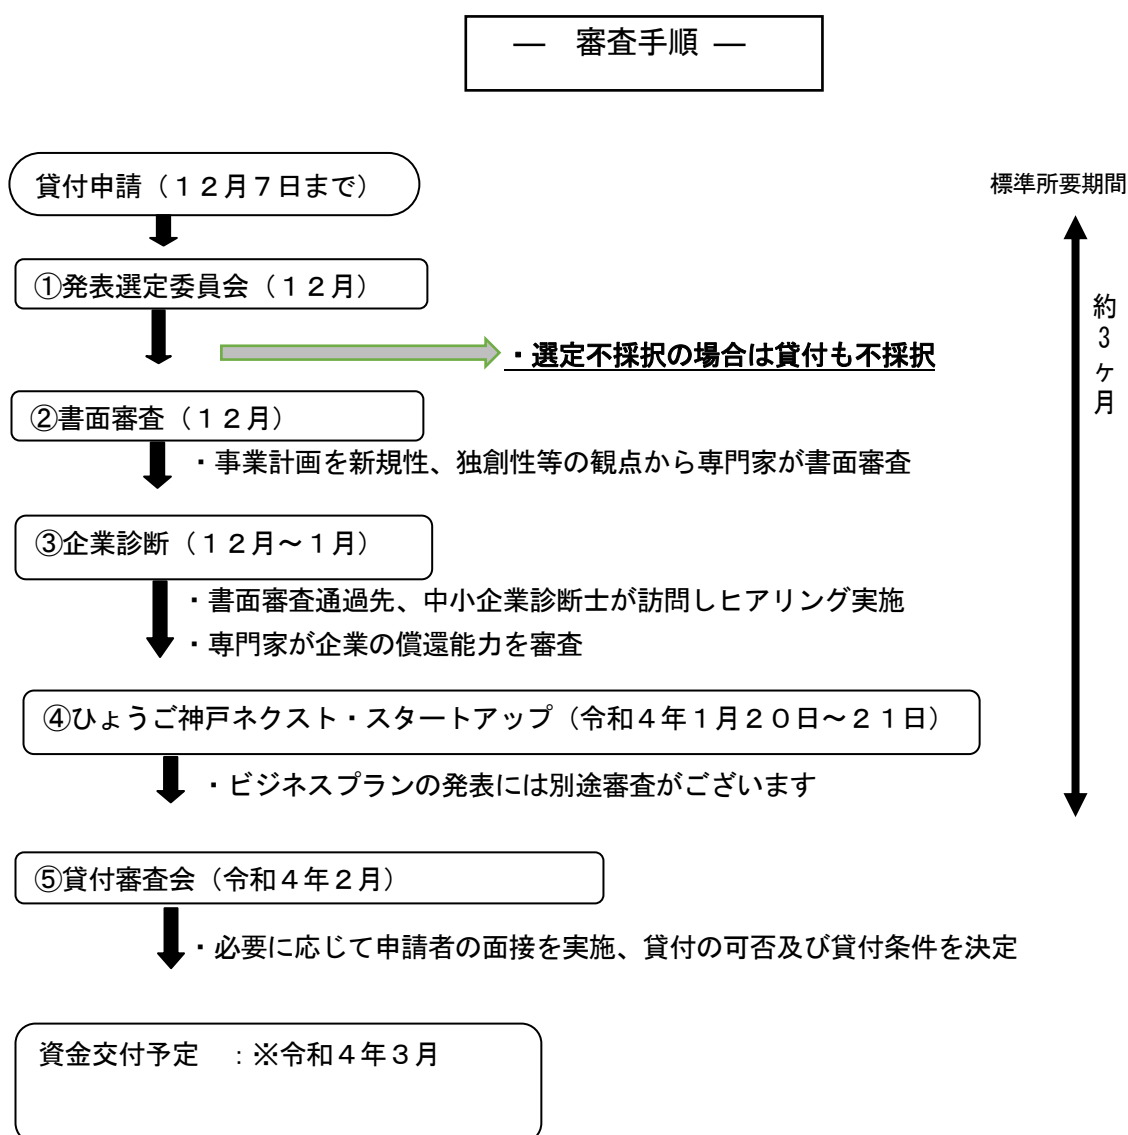 ― 審査手順 ―
貸付申請（１２月７日まで）
標準所要期間
①発表選定委員会（１２月）
約３ヶ月
・選定不採択の場合は貸付も不採択
②書面審査（１２月）
・事業計画を新規性、独創性等の観点から専門家が書面審査
③企業診断（１２月～１月）
・書面審査通過先、中小企業診断士が訪問しヒアリング実施
・専門家が企業の償還能力を審査
④ひょうご神戸ネクスト・スタートアップ（令和４年１月２０日～２１日）
・ビジネスプランの発表には別途審査がございます
⑤貸付審査会（令和４年２月）
・必要に応じて申請者の面接を実施、貸付の可否及び貸付条件を決定
資金交付予定　：※令和４年３月